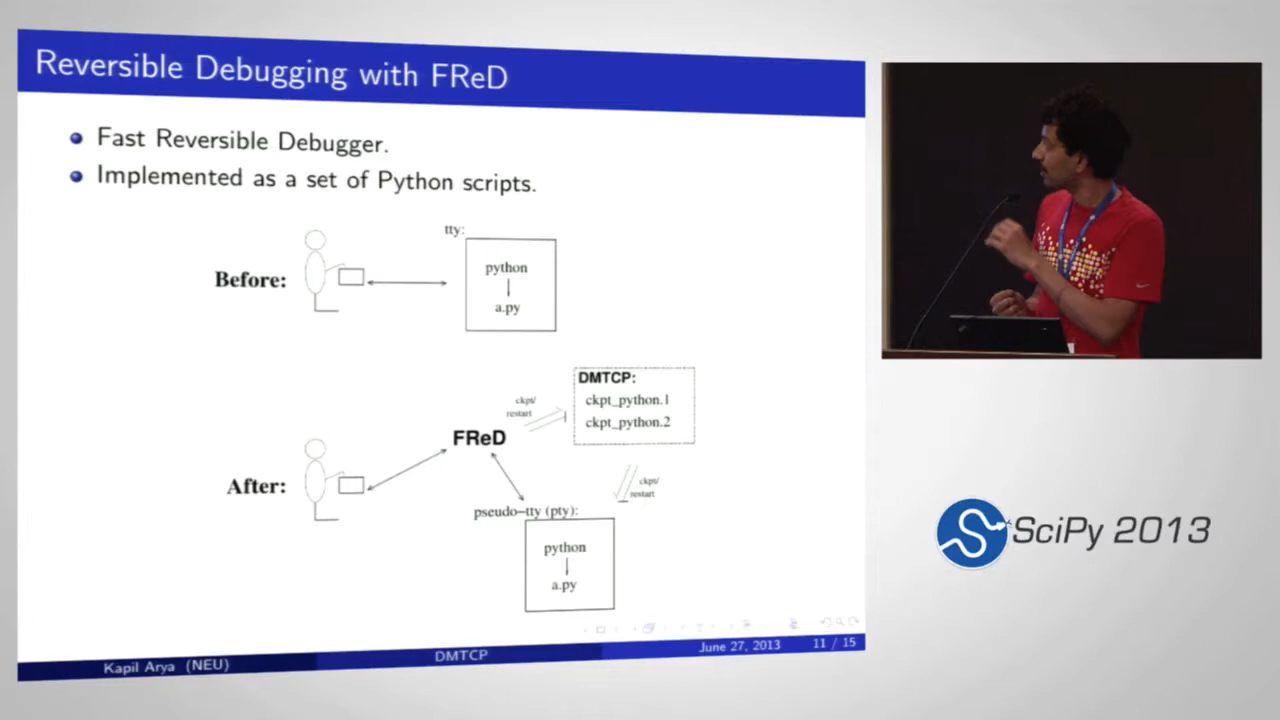 Reversible Debugging with FReD
Fast Reversible Debugger.
Implemented as a set of Python scripts.
tty:
Before:
python
a.py
DMTCP:
ckpt_python.1
ckpt_python.2
ckpt/
restart
FReD
After:
ckpt/
restart
pseudo-tty (pty):
python
a.py
Kapil Arya (NEU)
DMTCP
June 27, 2013
11 / 15
SciPy 2013